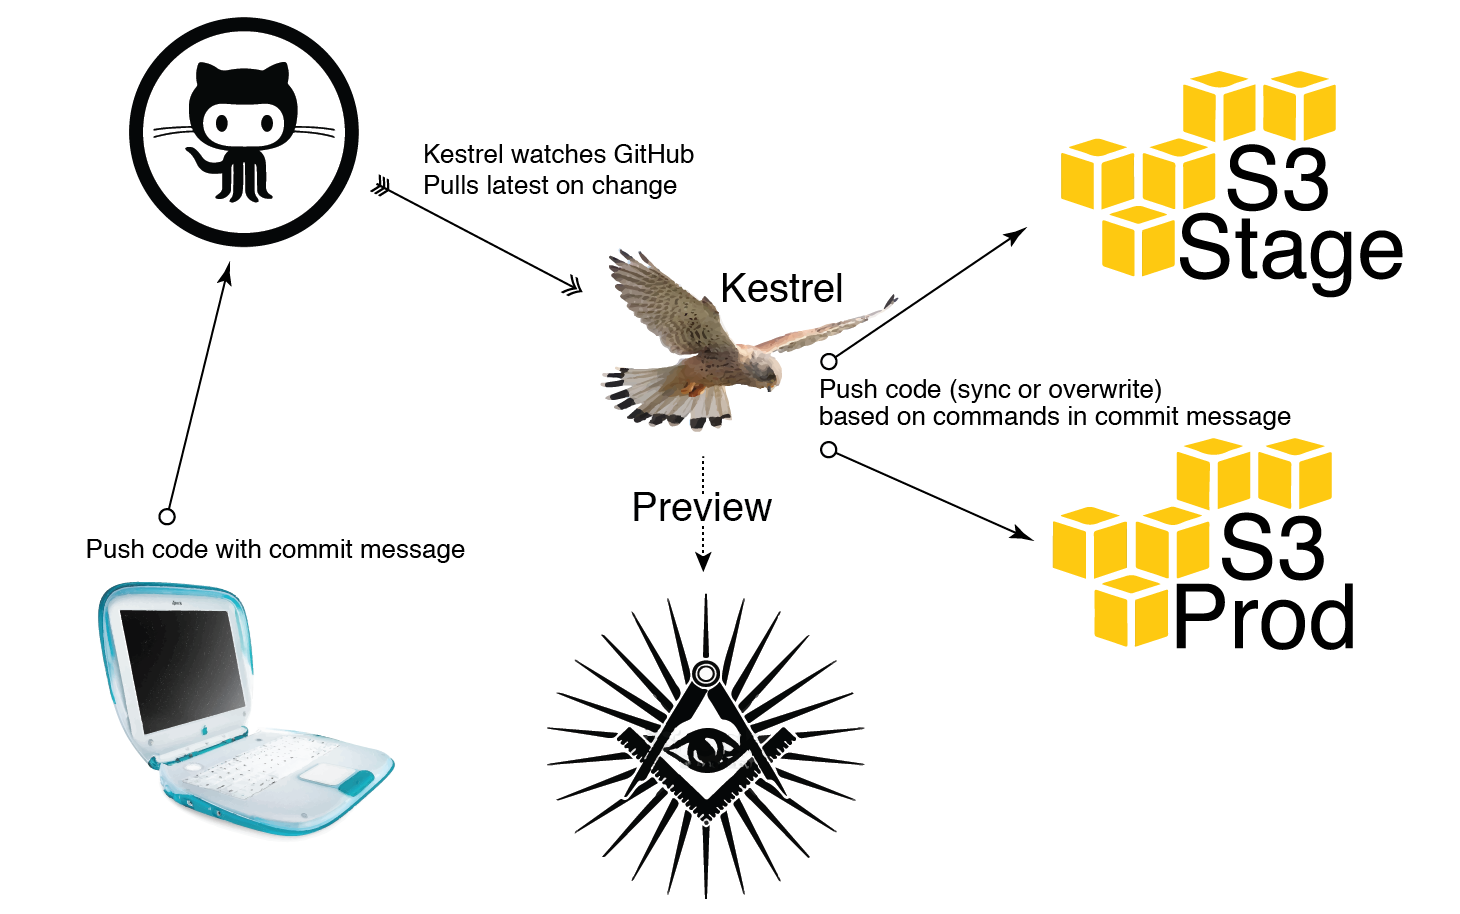 Kestrel watches GitHub
Pulls latest on change
Kestrel
S3
Stage
Push code (sync or overwrite)
based on commands in commit message
S3
Prod
Preview
Push code with commit message